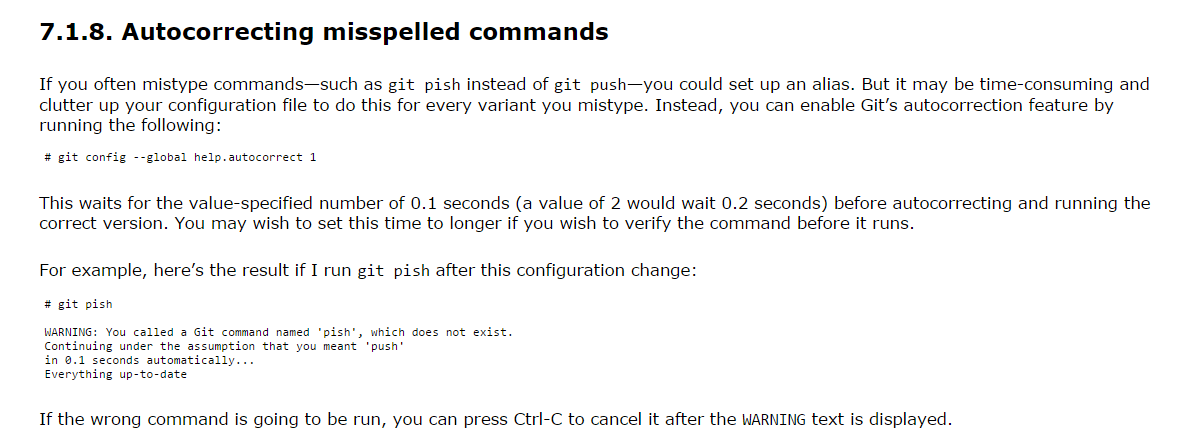 7.1.8. Autocorrecting misspelled commands
If you often mistype commands—such as git pish instead of git push—you could set up an alias. But it may be time-consuming and
clutter up your configuration file to do this for every variant you mistype. Instead, you can enable Git’s autocorrection feature by
running the following:
# git config --global help.autocorrect 1
This waits for the value-specified number of 0.1 seconds (a value of 2 would wait 0.2 seconds) before autocorrecting and running the
correct version. You may wish to set this time to longer if you wish to verify the command before it runs.
For example, here’s the result if I run git pish after this configuration change:
# git pish
WARNING: You called a Git command named 'pish', which does not exist.
Continuing under the assumption that you meant 'push'
in 0.1 seconds automatically...
Everything up-to-date
If the wrong command is going to be run, you can press Ctrl-C to cancel it after the WARNING text is displayed.